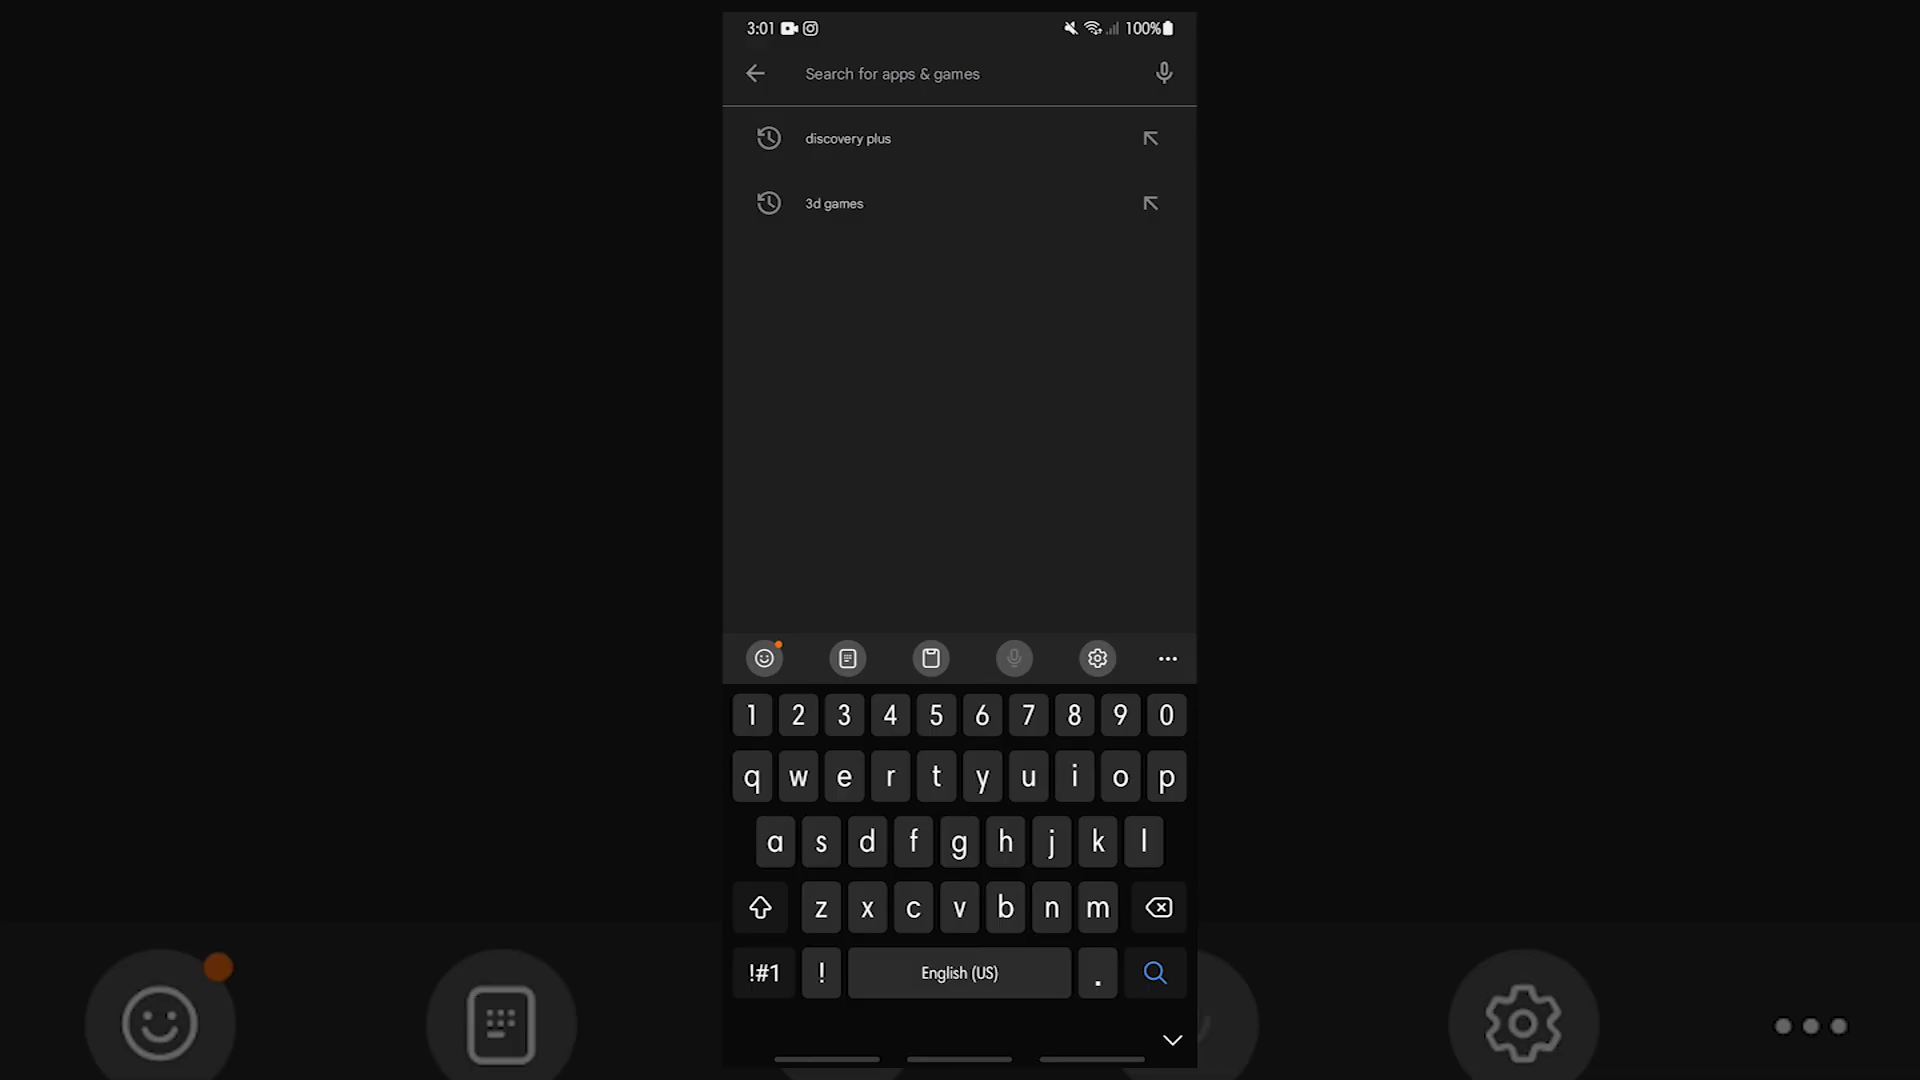 3:01 100%
Search for apps & games
discovery plus
3d games
1 2 3 4 5 6 7 8 9 0
q w e r t y u i o p
a s d f g h j k l
z x c v b n m
!#1 ! English (US) .